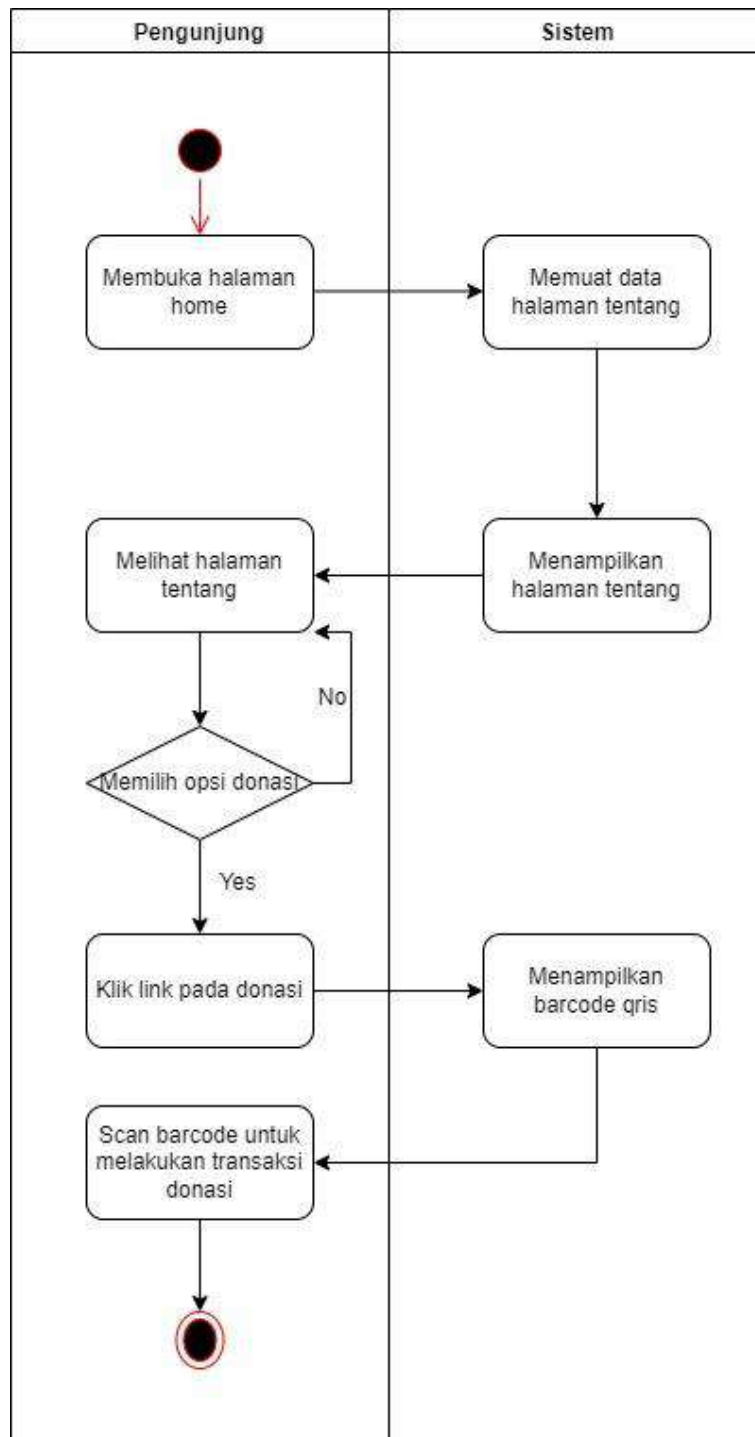 Pengunjung
Sistem
Membuka halaman
home
Memuat data
halaman tentang
Melihat halaman
tentang
Menampilkan
halaman tentang
No
Memilih opsi donasi
Yes
Klik link pada donasi
Menampilkan
barcode qris
Scan barcode untuk
melakukan transaksi
donasi